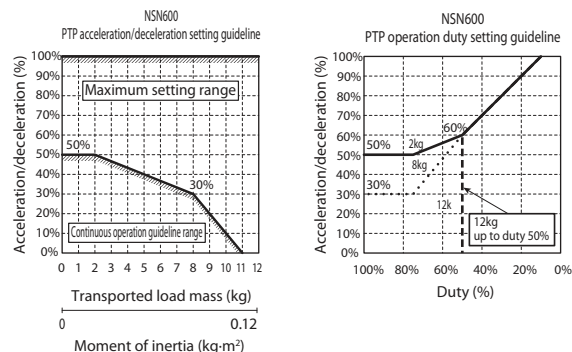 NSN600
PTP acceleration/deceleration setting guideline
Acceleration/deceleration (%)
100%
90%
80%
70%
60%
50%
40%
30%
20%
10%
0%
Maximum setting range
50%
30%
Continuous operation guideline range
0 1 2 3 4 5 6 7 8 9 10 11 12
Transported load mass (kg)
0 0.12
Moment of inertia (kg·m²)
NSN600
PTP operation duty setting guideline
Acceleration/deceleration (%)
100%
90%
80%
70%
60%
50%
40%
30%
20%
10%
0%
50%
2kg
60%
8kg
30%
12k
12kg
up to duty 50%
100% 80% 60% 40% 20% 0%
Duty (%)